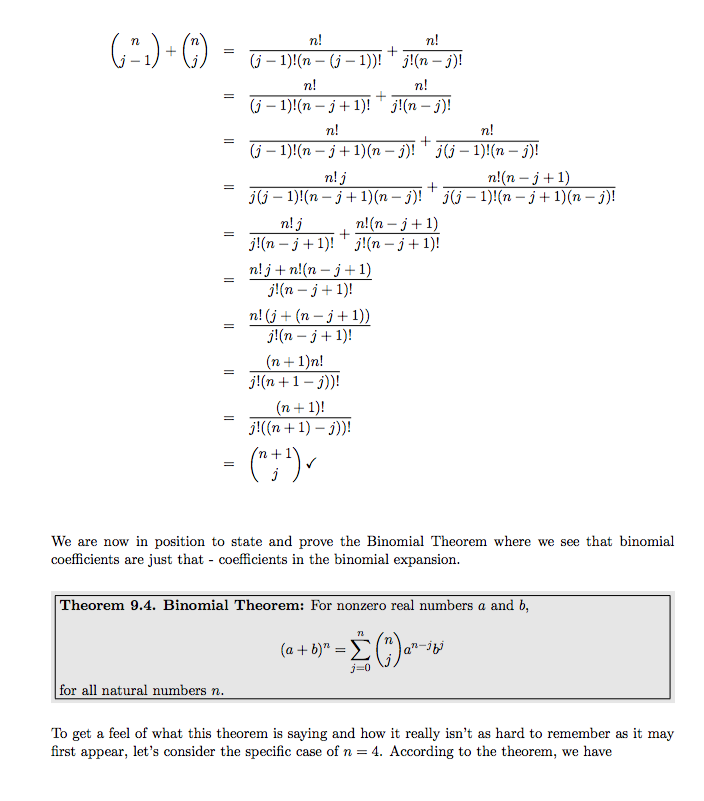 $\binom{n}{j-1} + \binom{n}{j} = \frac{n!}{(j-1)!(n-(j-1))!} + \frac{n!}{j!(n-j)!}$
$= \frac{n!}{(j-1)!(n-j+1)!} + \frac{n!}{j!(n-j)!}$
$= \frac{n!}{(j-1)!(n-j+1)(n-j)!} + \frac{n!}{j(j-1)!(n-j)!}$
$= \frac{n!\,j}{j(j-1)!(n-j+1)(n-j)!} + \frac{n!(n-j+1)}{j(j-1)!(n-j+1)(n-j)!}$
$= \frac{n!\,j}{j!(n-j+1)!} + \frac{n!(n-j+1)}{j!(n-j+1)!}$
$= \frac{n!\,j+n!(n-j+1)}{j!(n-j+1)!}$
$= \frac{n!\,(j+(n-j+1))}{j!(n-j+1)!}$
$= \frac{(n+1)n!}{j!(n+1-j))!}$
$= \frac{(n+1)!}{j!((n+1)-j))!}$
$= \binom{n+1}{j} ✓$
We are now in position to state and prove the Binomial Theorem where we see that binomial
coefficients are just that - coefficients in the binomial expansion.
Theorem 9.4. Binomial Theorem: For nonzero real numbers a and b,
$(a+b)^n = \sum_{j=0}^{n} \binom{n}{j} a^{n-j} b^j$
for all natural numbers n.
To get a feel of what this theorem is saying and how it really isn't as hard to remember as it may
first appear, let's consider the specific case of n = 4. According to the theorem, we have